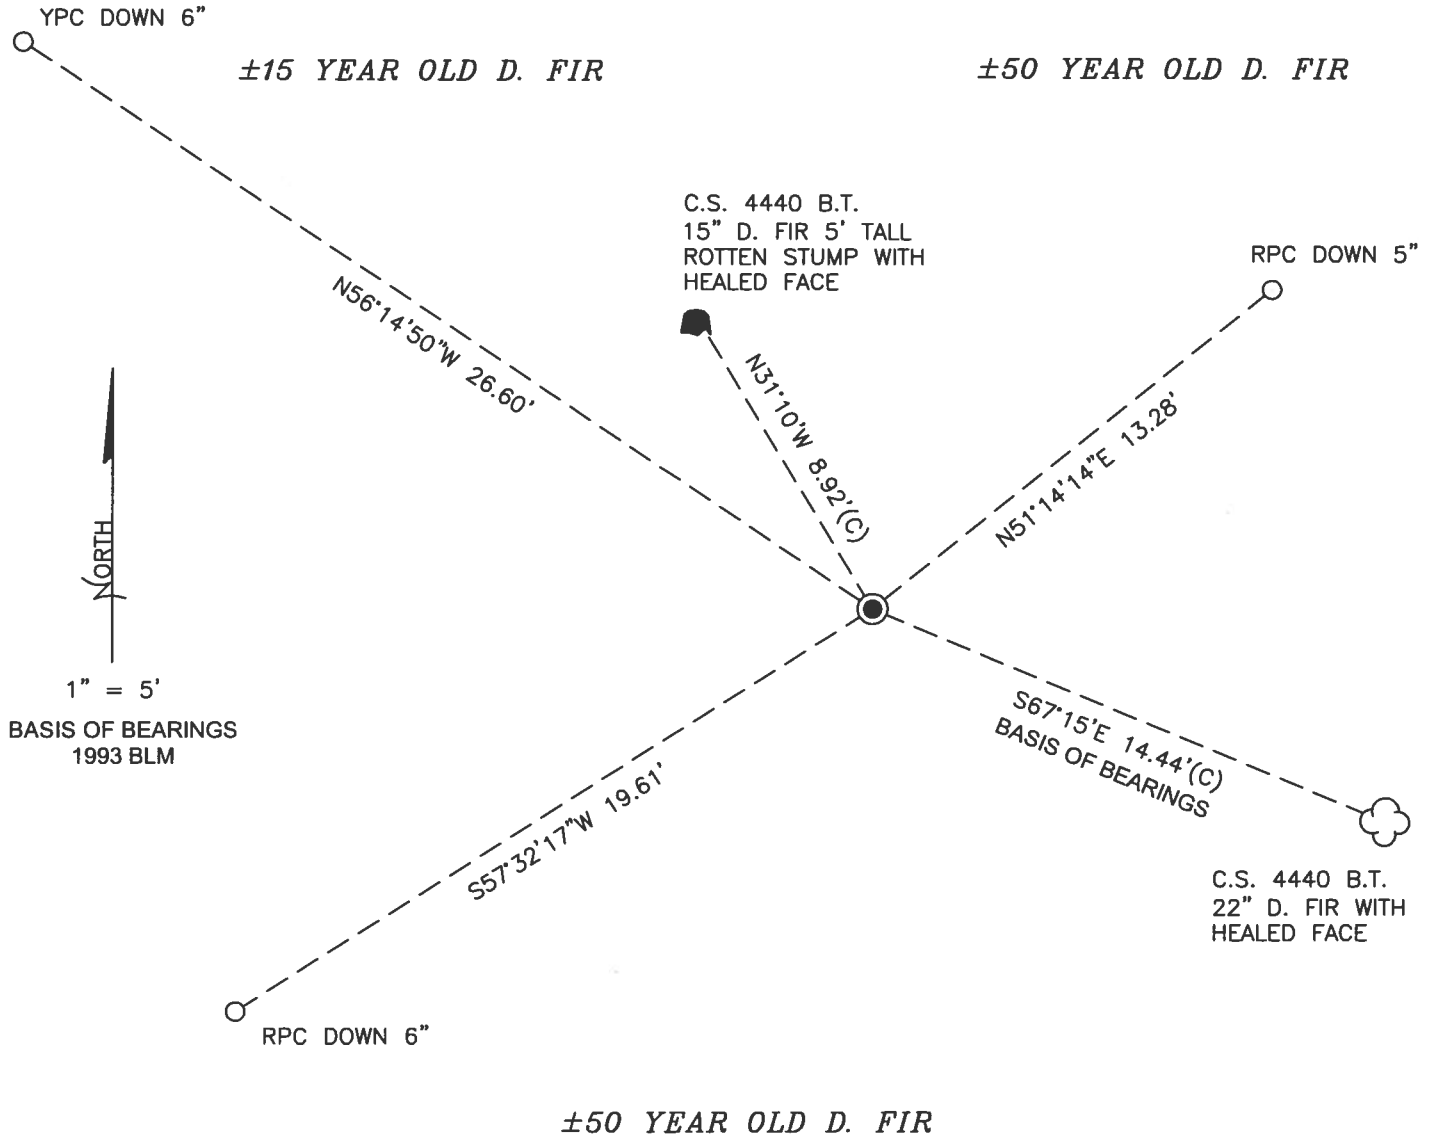 YPC DOWN 6"
±15 YEAR OLD D. FIR
±50 YEAR OLD D. FIR
C.S. 4440 B.T.
15" D. FIR 5' TALL
ROTTEN STUMP WITH
HEALED FACE
RPC DOWN 5"
N56°14'50"W 26.60'
N31°10'W 8.92'(C)
N51°14'14"E 13.28'
NORTH
1" = 5'
BASIS OF BEARINGS
1993 BLM
S67°15'E 14.44'(C)
BASIS OF BEARINGS
S57°32'17"W 19.61'
C.S. 4440 B.T.
22" D. FIR WITH
HEALED FACE
RPC DOWN 6"
±50 YEAR OLD D. FIR